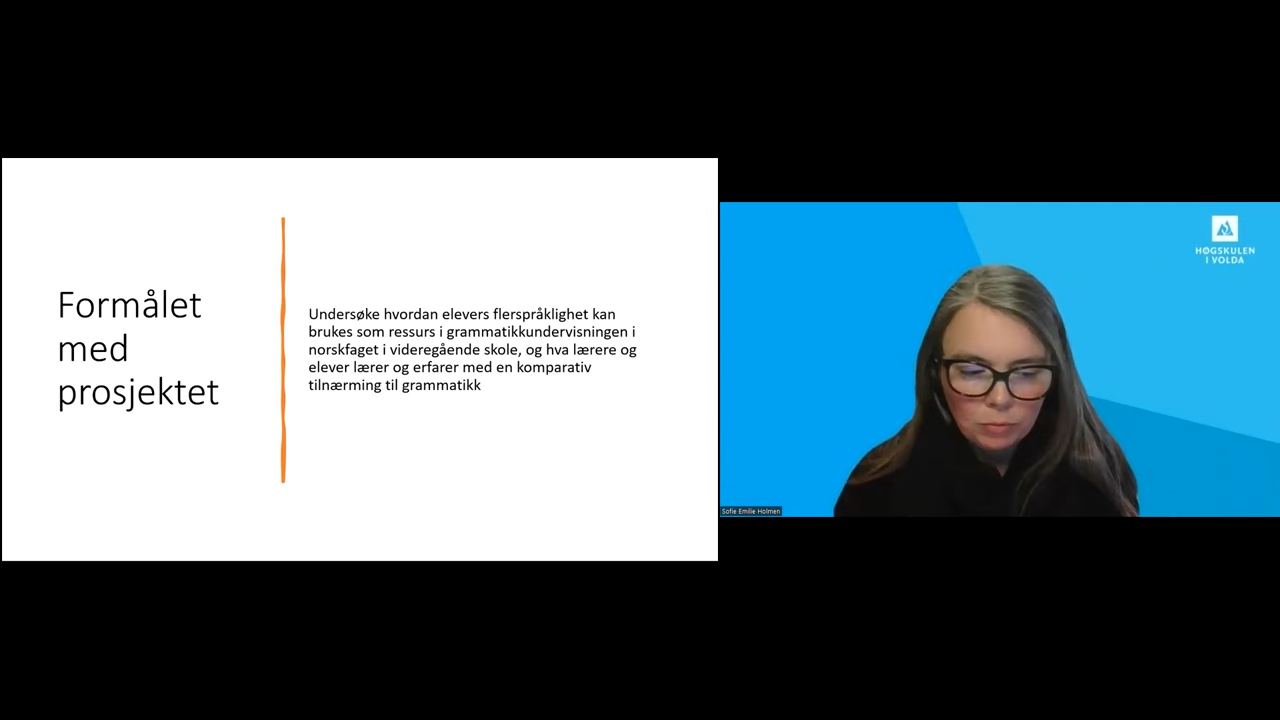 Formålet
med
prosjektet
Undersøke hvordan elevers flerspråklighet kan
brukes som ressurs i grammatikkundervisningen i
norskfaget i videregående skole, og hva lærere og
elever lærer og erfarer med en komparativ
tilnærming til grammatikk
HØGSKULEN
I VOLDA
Sofie Emilie Holmen